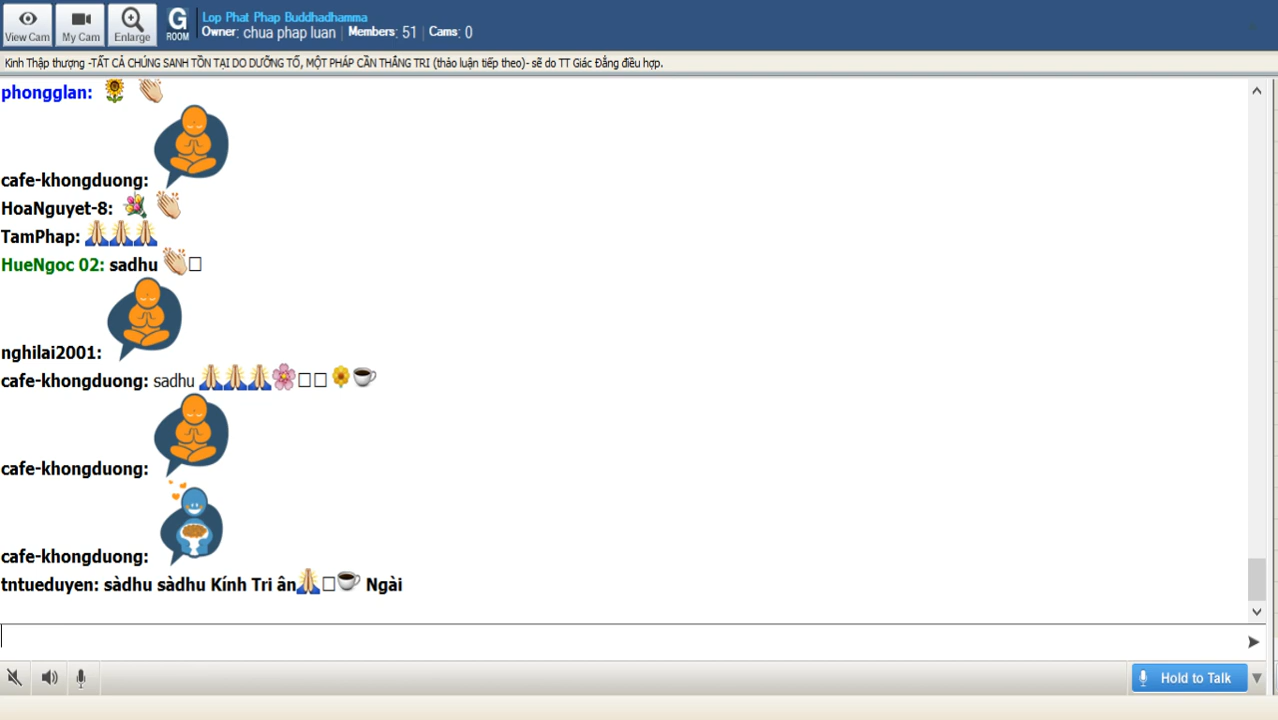 Lop Phat Phap Buddhadhamma
G ROOM
Owner: chua phap luan | Members: 51 | Cams: 0
View Cam My Cam Enlarge
Kinh Thập thượng -TẤT CẢ CHÚNG SANH TỒN TẠI DO DƯỠNG TỐ, MỘT PHÁP CẦN THẮNG TRI (thảo luận tiếp theo)- sẽ do TT Giác Đẳng điều hợp.
phongglan: 🌻 👏
cafe-khongduong:
HoaNguyet-8: 💐 👏
TamPhap: 🙏🙏🙏
HueNgoc 02: sadhu 👏□
nghilai2001:
cafe-khongduong: sadhu 🙏🙏🙏🌸□□ 🌼☕
cafe-khongduong:
cafe-khongduong:
tntueduyen: sàdhu sàdhu Kính Tri ân🙏□☕ Ngài
Hold to Talk